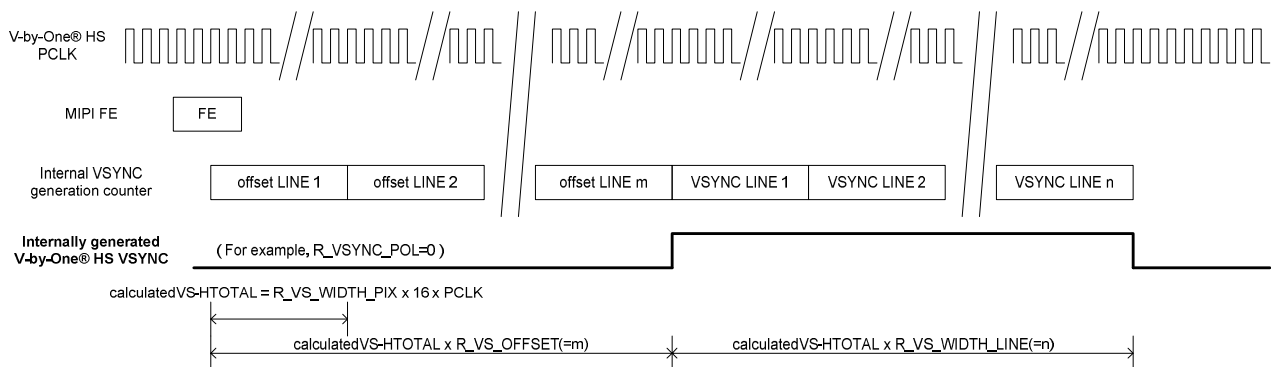 V-by-One® HS
PCLK
MIPI FE
FE
Internal VSYNC
generation counter
offset LINE 1
offset LINE 2
offset LINE m
VSYNC LINE 1
VSYNC LINE 2
VSYNC LINE n
Internally generated
V-by-One® HS VSYNC
( For example, R_VSYNC_POL=0 )
calculatedVS-HTOTAL = R_VS_WIDTH_PIX x 16 x PCLK
calculatedVS-HTOTAL x R_VS_OFFSET(=m)
calculatedVS-HTOTAL x R_VS_WIDTH_LINE(=n)